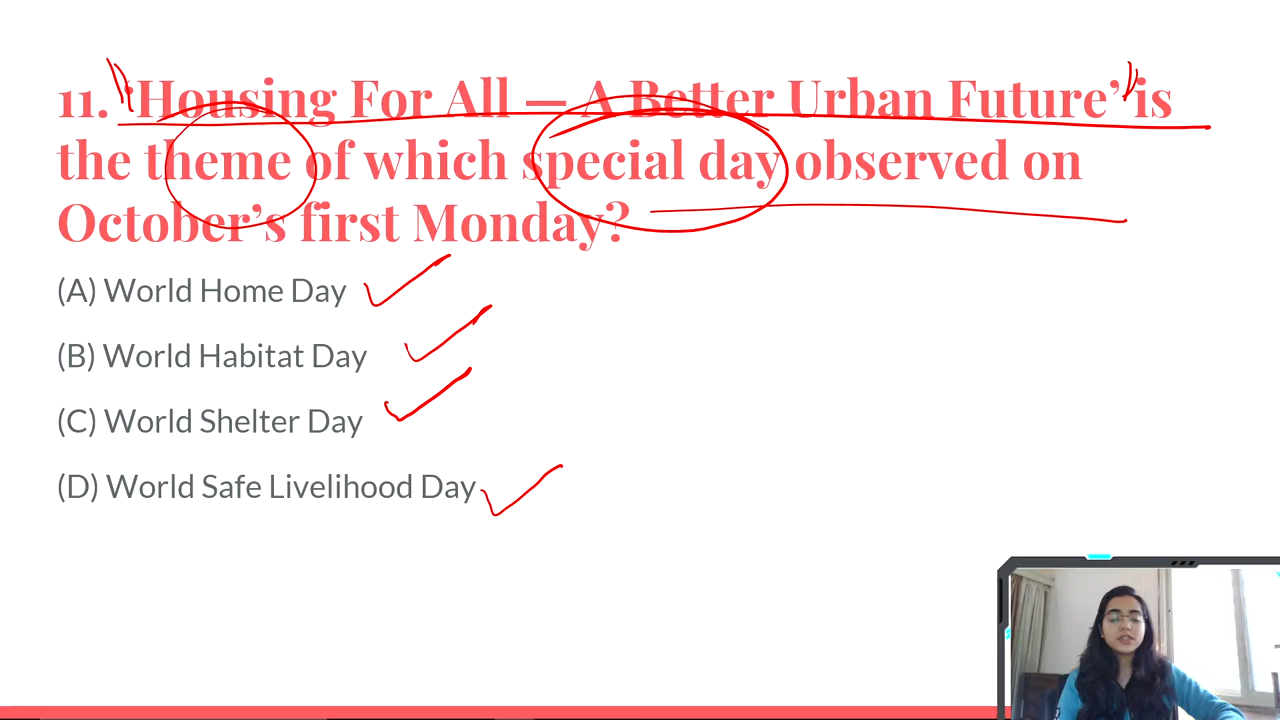 11. ‘Housing For All — A Better Urban Future’ is
the theme of which special day observed on
October’s first Monday?
(A) World Home Day
(B) World Habitat Day
(C) World Shelter Day
(D) World Safe Livelihood Day